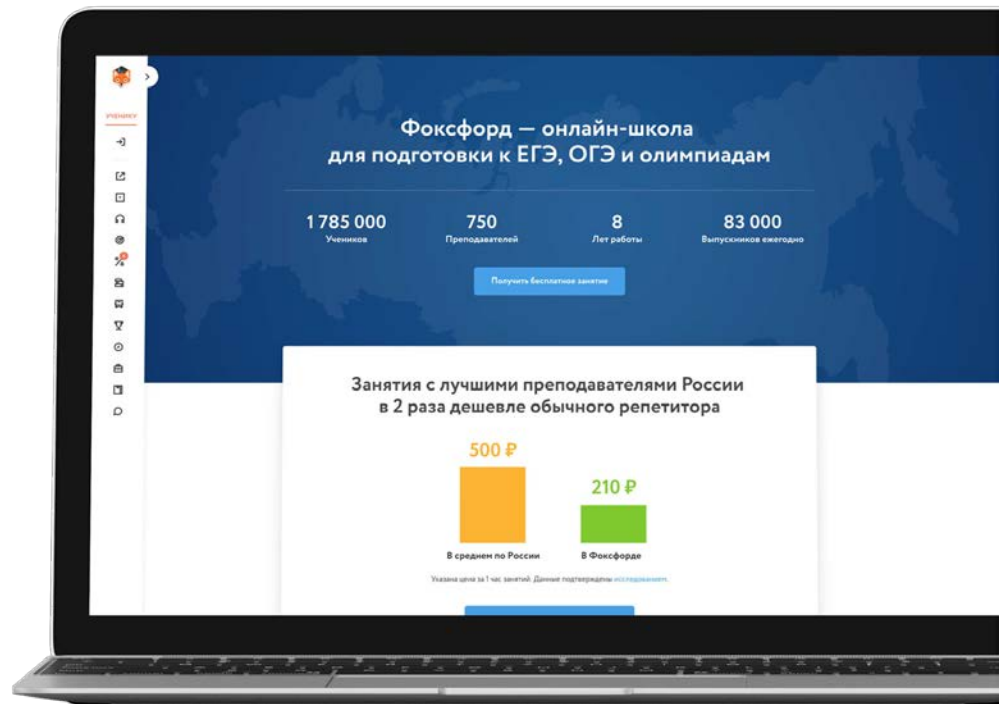 УЧЕНИКУ
Фоксфорд — онлайн-школа
для подготовки к ЕГЭ, ОГЭ и олимпиадам
1 785 000
Учеников
750
Преподавателей
8
Лет работы
83 000
Выпускников ежегодно
Получить бесплатное занятие
Занятия с лучшими преподавателями России
в 2 раза дешевле обычного репетитора
500 ₽
В среднем по России
210 ₽
В Фоксфорде
Указана цена за 1 час занятий. Данные подтверждены исследованием.